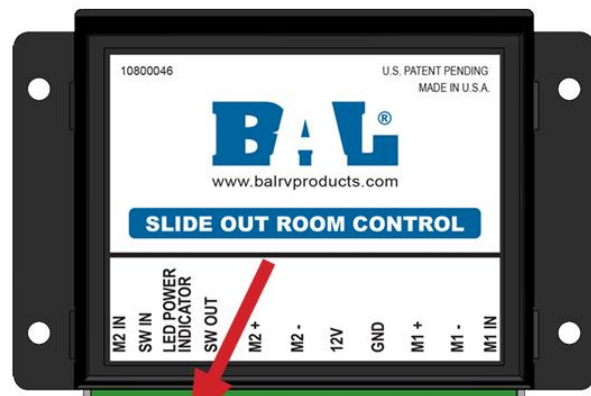 10800046
U.S. PATENT PENDING
MADE IN U.S.A.
BAL®
www.balrvproducts.com
SLIDE OUT ROOM CONTROL
M2 IN
SW IN
LED POWER
INDICATOR
SW OUT
M2 +
M2 -
12V
GND
M1 +
M1 -
M1 IN